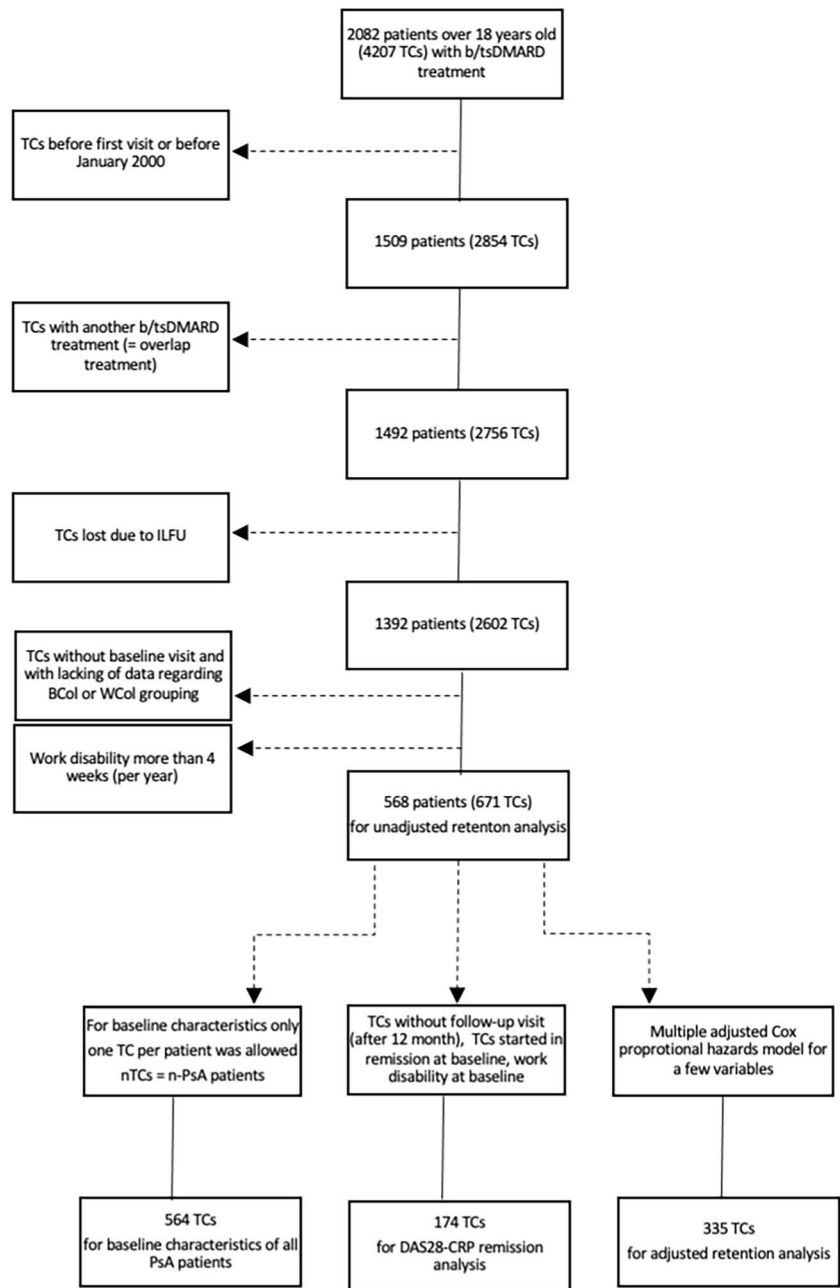 2082 patients over 18 years old
(4207 TCs) with b/tsDMARD
treatment
TCs before first visit or before
January 2000
1509 patients (2854 TCs)
TCs with another b/tsDMARD
treatment (= overlap
treatment)
1492 patients (2756 TCs)
TCs lost due to ILFU
1392 patients (2602 TCs)
TCs without baseline visit and
with lacking of data regarding
BCol or WCol grouping
Work disability more than 4
weeks (per year)
568 patients (671 TCs)
for unadjusted retenton analysis
For baseline characteristics only
one TC per patient was allowed
nTCs = n-PsA patients
TCs without follow-up visit
(after 12 month), TCs started in
remission at baseline, work
disability at baseline
Multiple adjusted Cox
proprotional hazards model for
a few variables
564 TCs
for baseline characteristics of all
PsA patients
174 TCs
for DAS28-CRP remission
analysis
335 TCs
for adjusted retention analysis